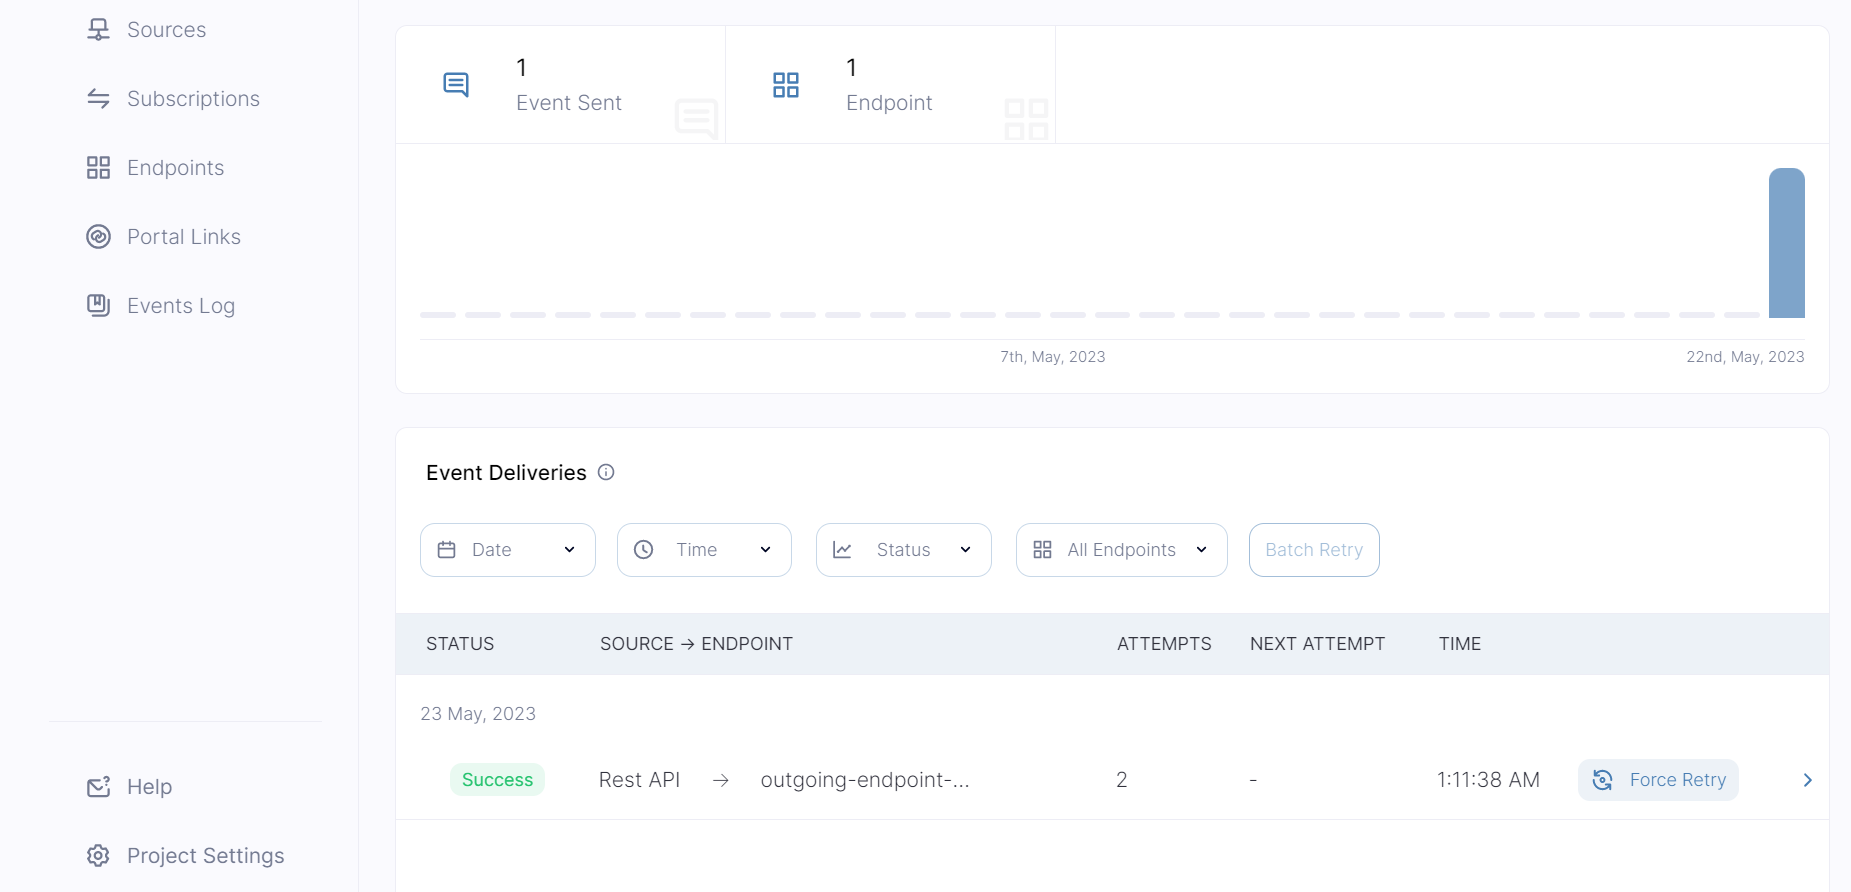 Sources
Subscriptions
Endpoints
Portal Links
Events Log
Help
Project Settings
1
Event Sent
1
Endpoint
7th, May, 2023
22nd, May, 2023
Event Deliveries
Date
Time
Status
All Endpoints
Batch Retry
STATUS SOURCE → ENDPOINT ATTEMPTS NEXT ATTEMPT TIME
23 May, 2023
Success Rest API → outgoing-endpoint-... 2 - 1:11:38 AM Force Retry